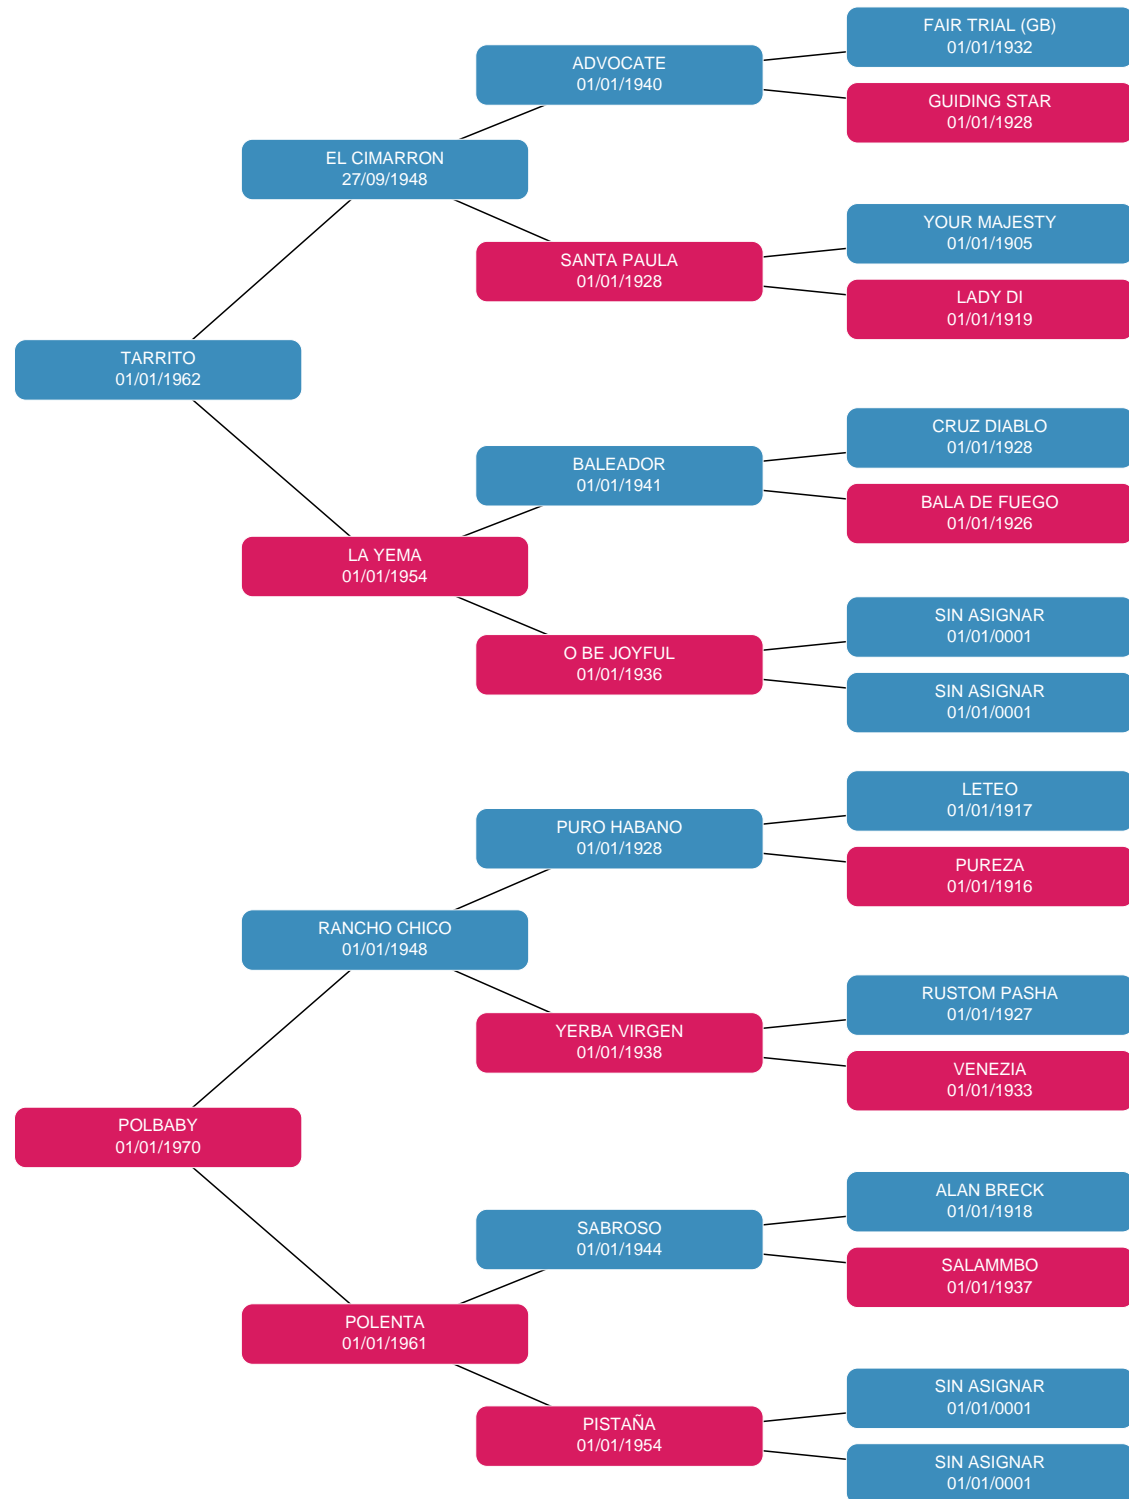 FAIR TRIAL (GB)
01/01/1932
ADVOCATE
01/01/1940
GUIDING STAR
01/01/1928
EL CIMARRON
27/09/1948
YOUR MAJESTY
01/01/1905
SANTA PAULA
01/01/1928
LADY DI
01/01/1919
TARRITO
01/01/1962
CRUZ DIABLO
01/01/1928
BALEADOR
01/01/1941
BALA DE FUEGO
01/01/1926
LA YEMA
01/01/1954
SIN ASIGNAR
01/01/0001
O BE JOYFUL
01/01/1936
SIN ASIGNAR
01/01/0001
LETEO
01/01/1917
PURO HABANO
01/01/1928
PUREZA
01/01/1916
RANCHO CHICO
01/01/1948
RUSTOM PASHA
01/01/1927
YERBA VIRGEN
01/01/1938
VENEZIA
01/01/1933
POLBABY
01/01/1970
ALAN BRECK
01/01/1918
SABROSO
01/01/1944
SALAMMBO
01/01/1937
POLENTA
01/01/1961
SIN ASIGNAR
01/01/0001
PISTAÑA
01/01/1954
SIN ASIGNAR
01/01/0001